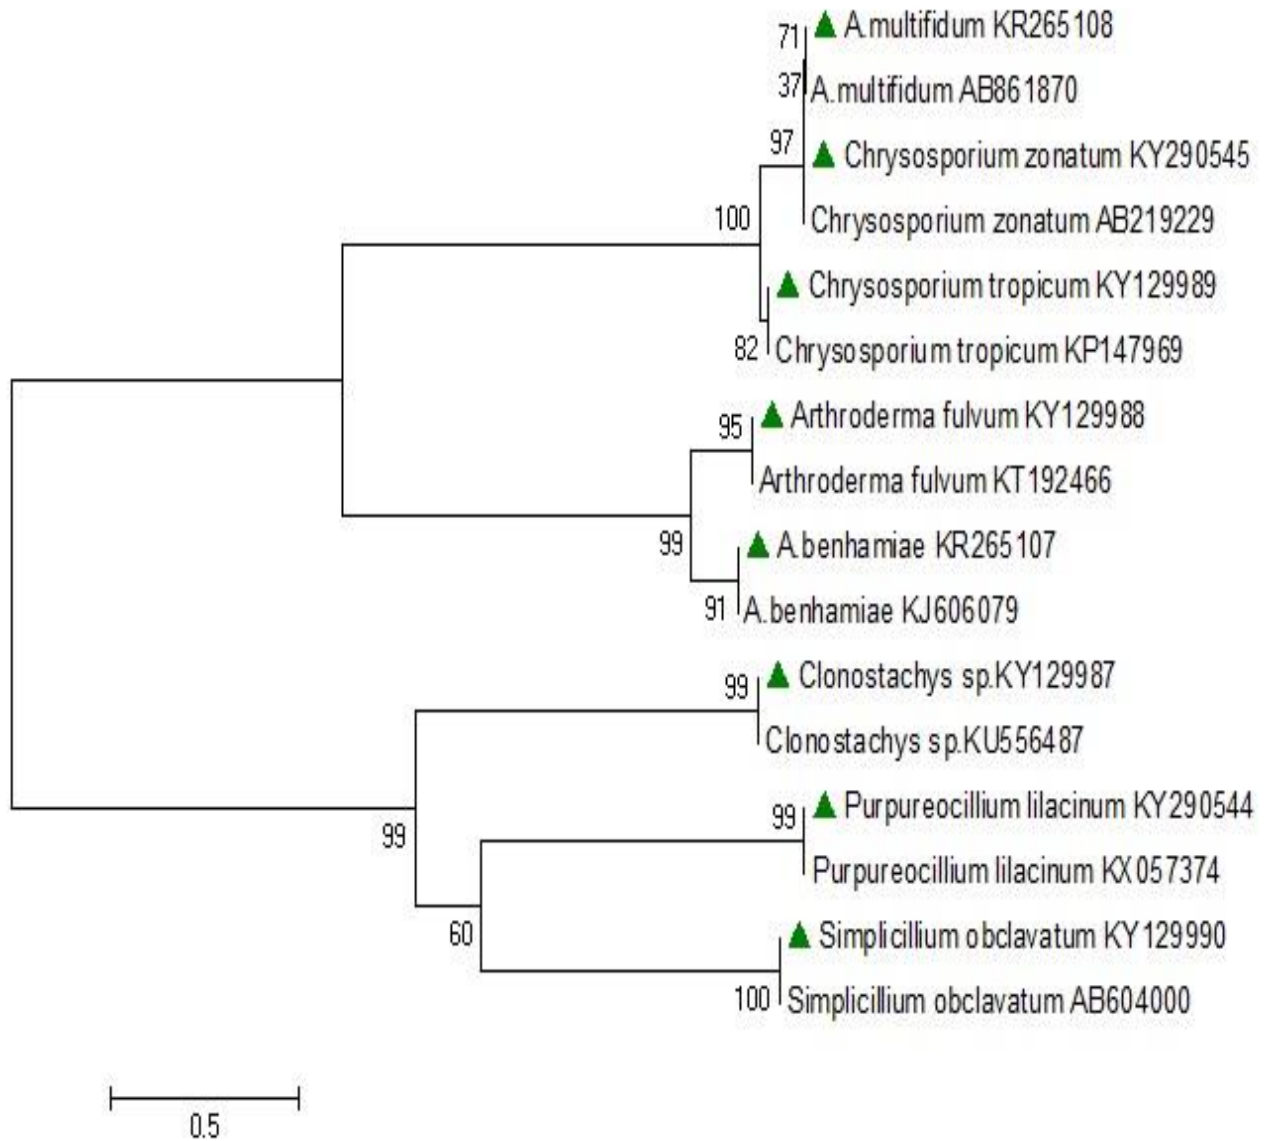 71
A.multifidum KR265108
37
A.multifidum AB861870
97
Chrysosporium zonatum KY290545
100
Chrysosporium zonatum AB219229
Chrysosporium tropicum KY129989
82
Chrysosporium tropicum KP147969
95
Arthroderma fulvum KY129988
Arthroderma fulvum KT192466
99
A.benhamiae KR265107
91
A.benhamiae KJ606079
99
Clonostachys sp.KY129987
Clonostachys sp.KU556487
99
Purpureocillium lilacinum KY290544
99
Purpureocillium lilacinum KX057374
60
Simplicillium obclavatum KY129990
100
Simplicillium obclavatum AB604000
0.5